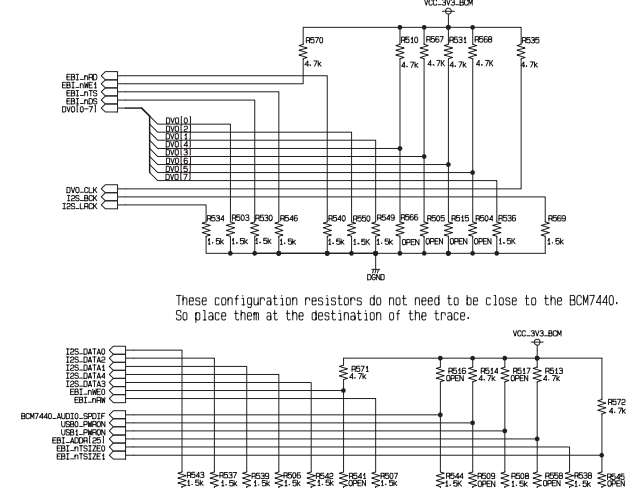 VCC_3V3_BCM
R570
R510
R567
R531
R568
R535
4.7k
4.7k
4.7k
4.7k
4.7k
4.7k
EBI_nRD
EBI_nWE1
EBI_nTS
EBI_nDS
DVO[0-7]
DVO[0]
DVO[2]
DVO[1]
DVO[4]
DVO[3]
DVO[6]
DVO[5]
DVO[7]
DVO_CLK
I2S_BCK
I2S_LRCK
R534
R503
R530
R546
R540
R550
R549
R566
R505
R515
R504
R536
R569
1.5k
1.5k
1.5k
1.5k
1.5k
1.5k
1.5k
OPEN
OPEN
OPEN
OPEN
1.5K
1.5k
DGND
These configuration resistors do not need to be close to the BCM7440.
So place them at the destination of the trace.
VCC_3V3_BCM
I2S_DATA0
I2S_DATA2
I2S_DATA1
I2S_DATA4
I2S_DATA3
EBI_nWE0
EBI_nRW
R571
4.7k
R516
OPEN
R514
4.7k
R517
OPEN
R513
4.7k
R572
4.7k
BCM7440_AUDIO_SPDIF
USB0_PWRON
USB1_PWRON
EBI_ADDR[25]
EBI_nTSIZE0
EBI_nTSIZE1
R543
1.5k
R537
1.5k
R539
1.5k
R506
1.5k
R542
1.5k
R541
OPEN
R507
1.5k
R544
1.5k
R509
OPEN
R508
1.5k
R558
OPEN
R538
1.5k
R545
OPEN